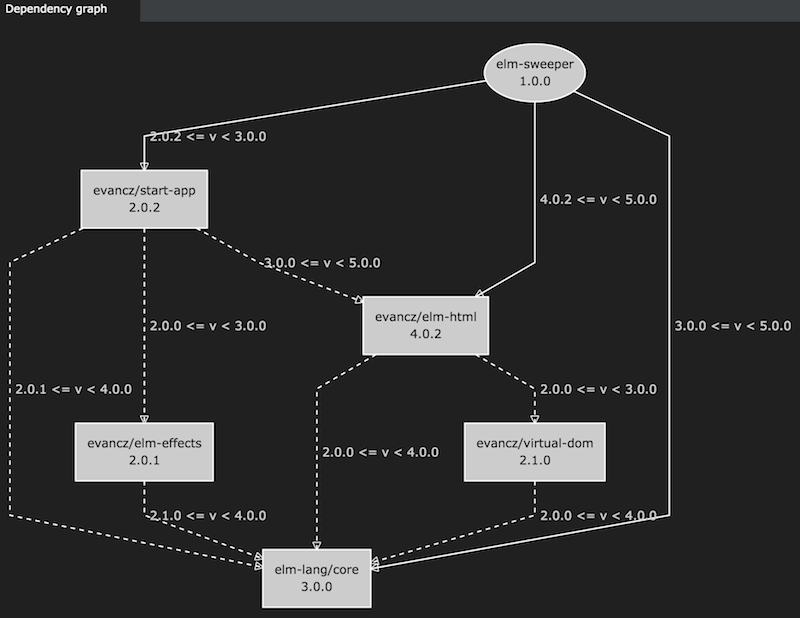 Dependency graph
elm-sweeper
1.0.0
2.0.2 <= v < 3.0.0
evancz/start-app
2.0.2
4.0.2 <= v < 5.0.0
3.0.0 <= v < 5.0.0
evancz/elm-html
4.0.2
2.0.0 <= v < 3.0.0
3.0.0 <= v < 5.0.0
2.0.1 <= v < 4.0.0
2.0.0 <= v < 3.0.0
evancz/elm-effects
2.0.1
2.0.0 <= v < 4.0.0
evancz/virtual-dom
2.1.0
2.1.0 <= v < 4.0.0
2.0.0 <= v < 4.0.0
elm-lang/core
3.0.0